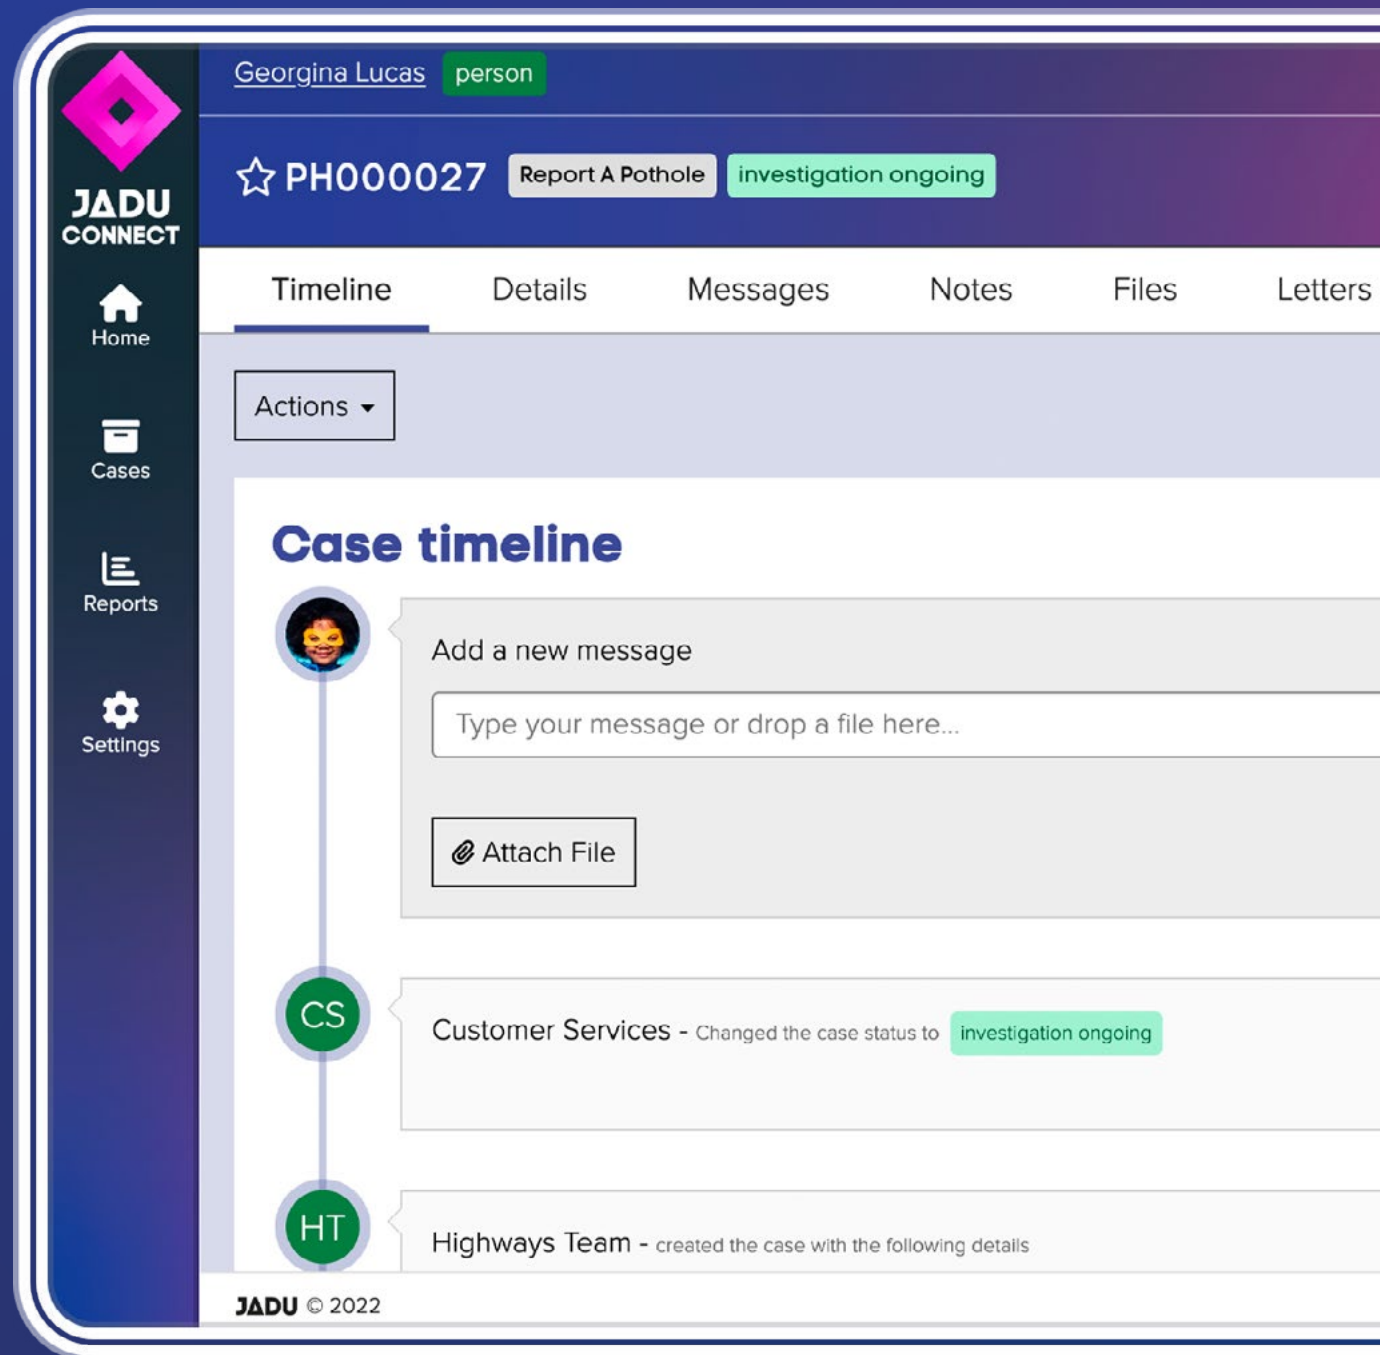 Georgina Lucas person
JADU
CONNECT
PH000027 Report A Pothole investigation ongoing
Timeline Details Messages Notes Files Letters
Home
Cases
Reports
Settings
Actions
Case timeline
Add a new message
Type your message or drop a file here...
Attach File
CS
Customer Services - Changed the case status to investigation ongoing
HT
Highways Team - created the case with the following details
JADU © 2022